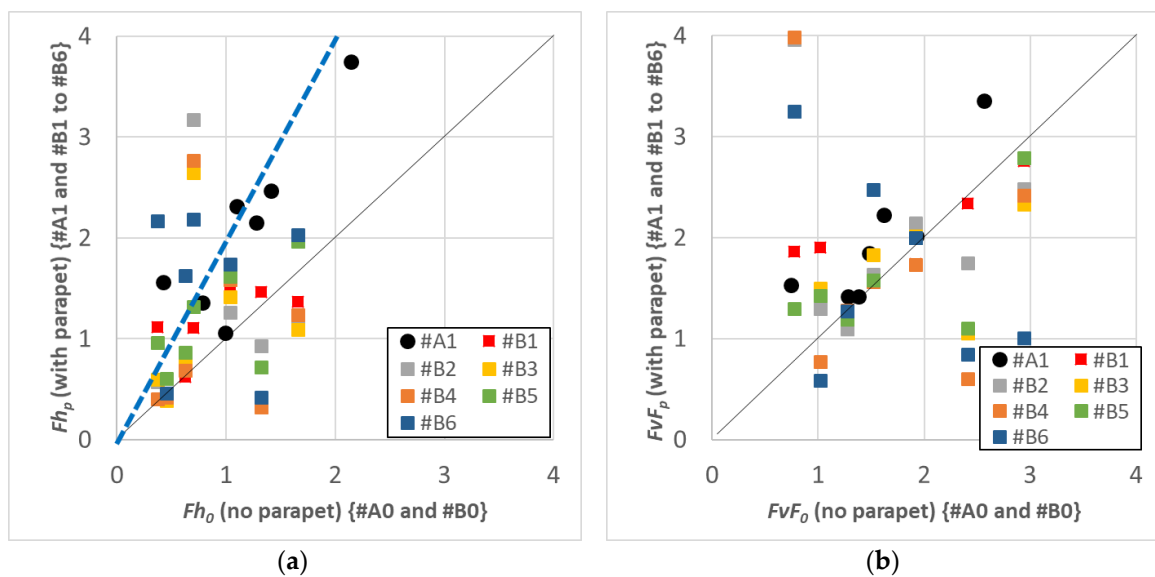 4
3
2
1
0
Fhp (with parapet) {#A1 and #B1 to #B6}
#A1 #B1
#B2 #B3
#B4 #B5
#B6
0 1 2 3 4
Fh0 (no parapet) {#A0 and #B0}
(a)
4
3
2
1
0
FvFp (with parapet) {#A1 and #B1 to #B6}
#A1 #B1
#B2 #B3
#B4 #B5
#B6
0 1 2 3 4
FvF0 (no parapet) {#A0 and #B0}
(b)